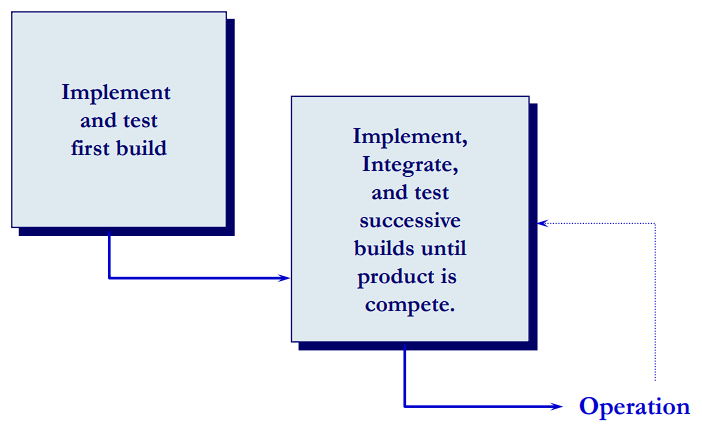 Implement
and test
first build
Implement,
Integrate,
and test
successive
builds until
product is
compete.
Operation